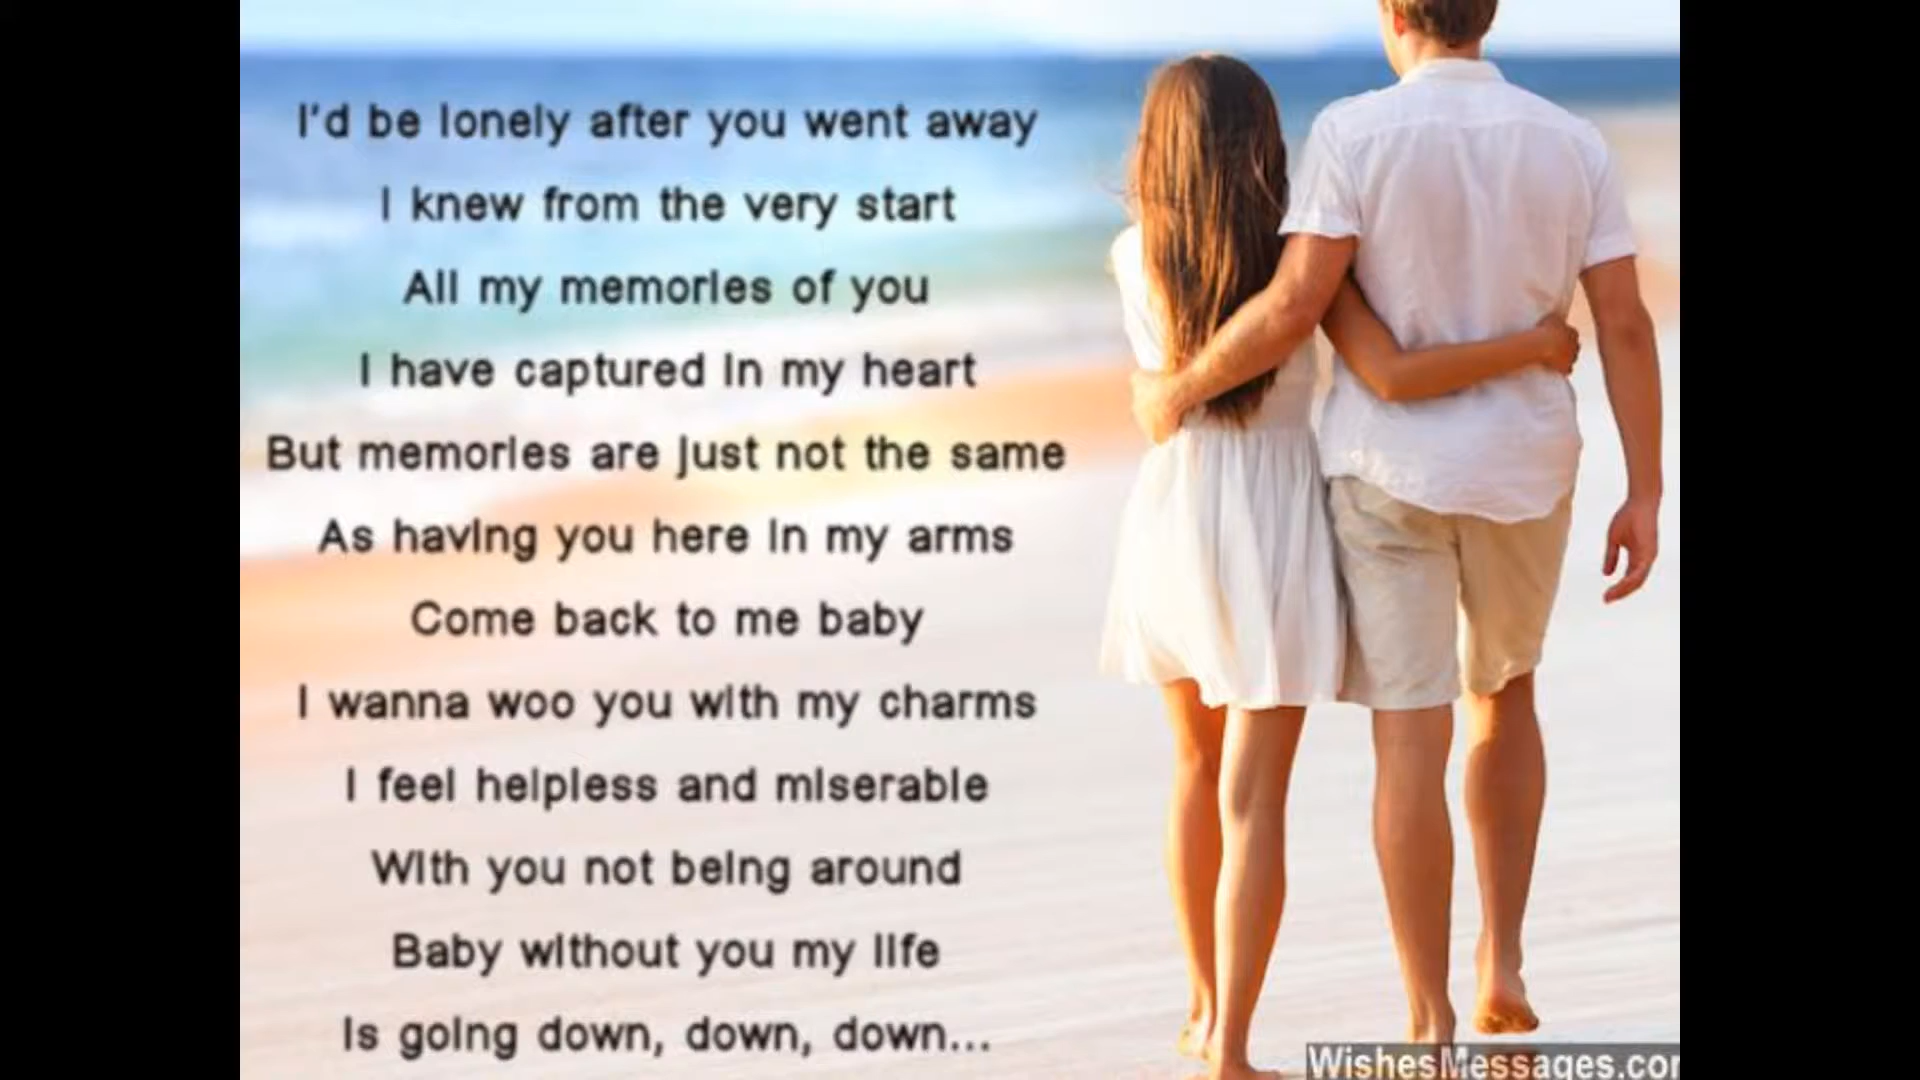 I'd be lonely after you went away
I knew from the very start
All my memories of you
I have captured in my heart
But memories are just not the same
As having you here in my arms
Come back to me baby
I wanna woo you with my charms
I feel helpless and miserable
With you not being around
Baby without you my life
Is going down, down, down...
WishesMessages.com